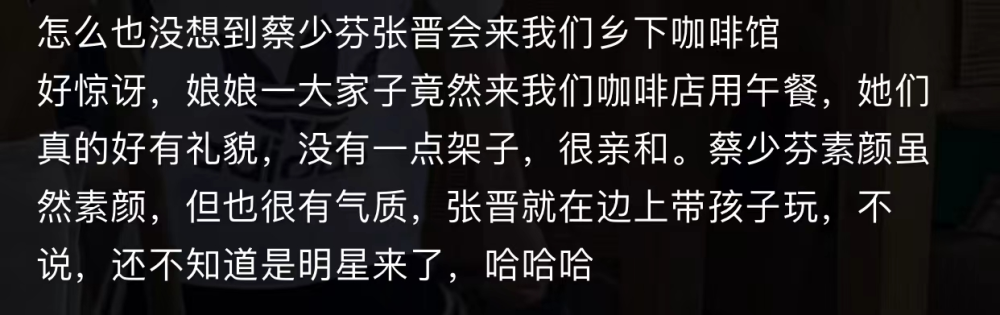 怎么也没想到蔡少芬张晋会来我们乡下咖啡馆
好惊讶，娘娘一大家子竟然来我们咖啡店用午餐，她们
真的好有礼貌，没有一点架子，很亲和。蔡少芬素颜虽
然素颜，但也很有气质，张晋就在边上带孩子玩，不
说，还不知道是明星来了，哈哈哈